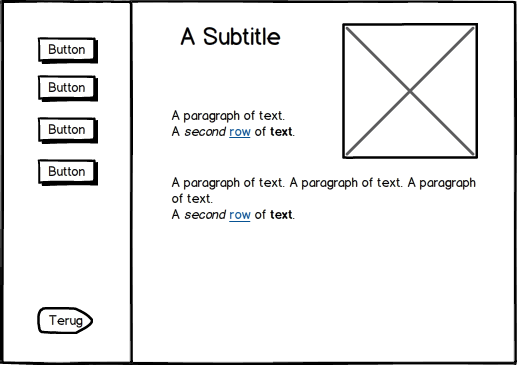 Button
Button
Button
Button
Terug
A Subtitle
A paragraph of text.
A second row of text.
A paragraph of text. A paragraph of text. A paragraph
of text.
A second row of text.